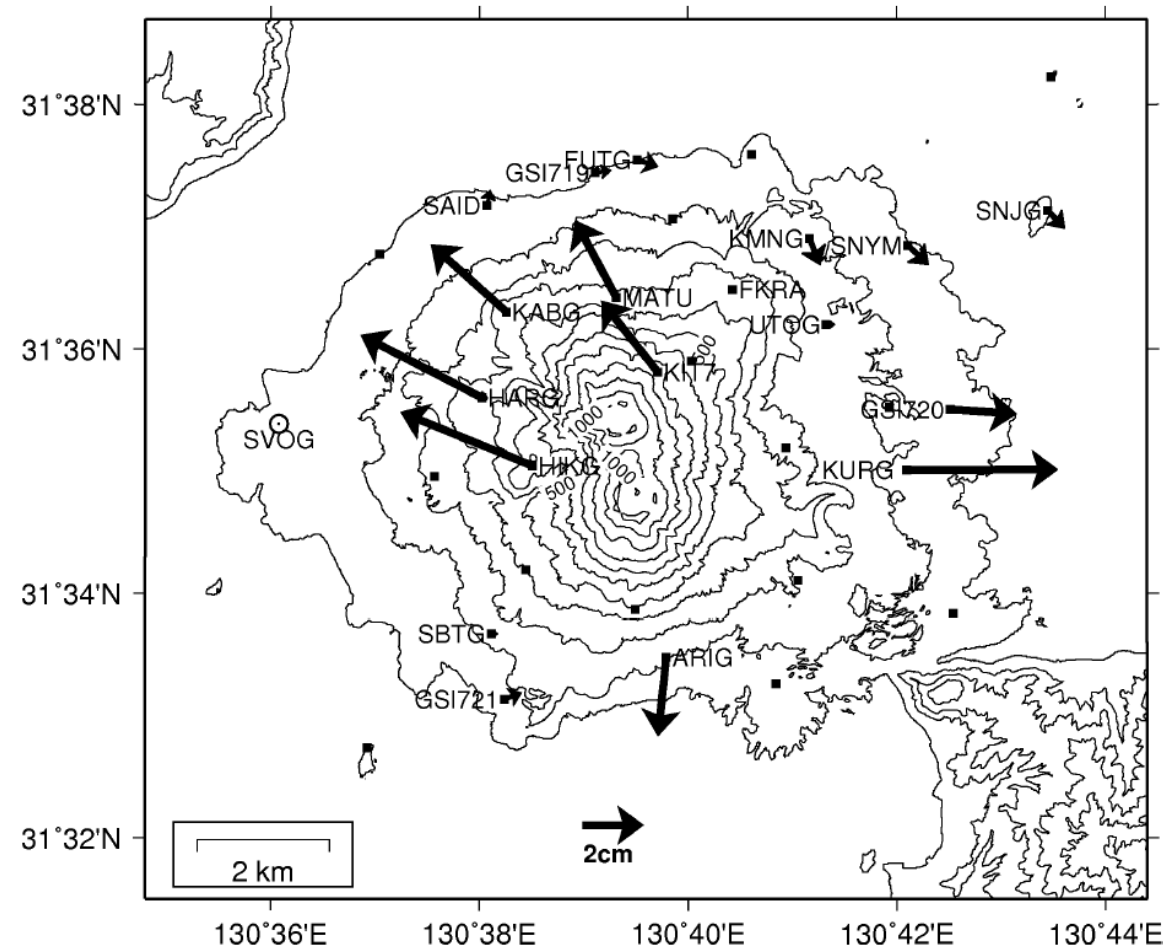 31°38'N
FUTG
GSI719
SAID
SNJG
KMNG
SNYM
MATU
FKRA
KABG
UTOG
31°36'N
500
KIT7
HARG
GSI720
1000
SVOG
HIKG
1000
KURG
500
31°34'N
SBTG
ARIG
GSI721
31°32'N
2cm
2 km
130°36'E
130°38'E
130°40'E
130°42'E
130°44'E